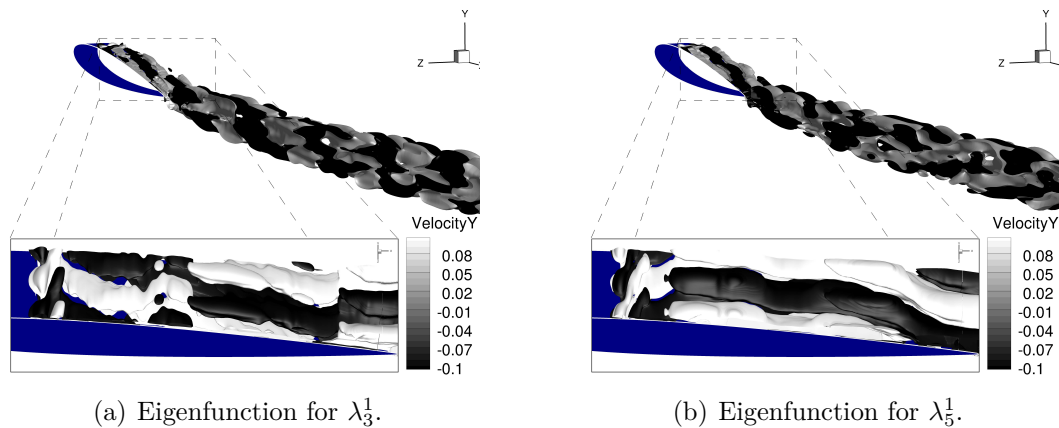 Y
Z
Y
Z
VelocityY
0.08
0.05
0.02
-0.01
-0.04
-0.07
-0.1
VelocityY
0.08
0.05
0.02
-0.01
-0.04
-0.07
-0.1
(a) Eigenfunction for λ₃¹.
(b) Eigenfunction for λ₅¹.